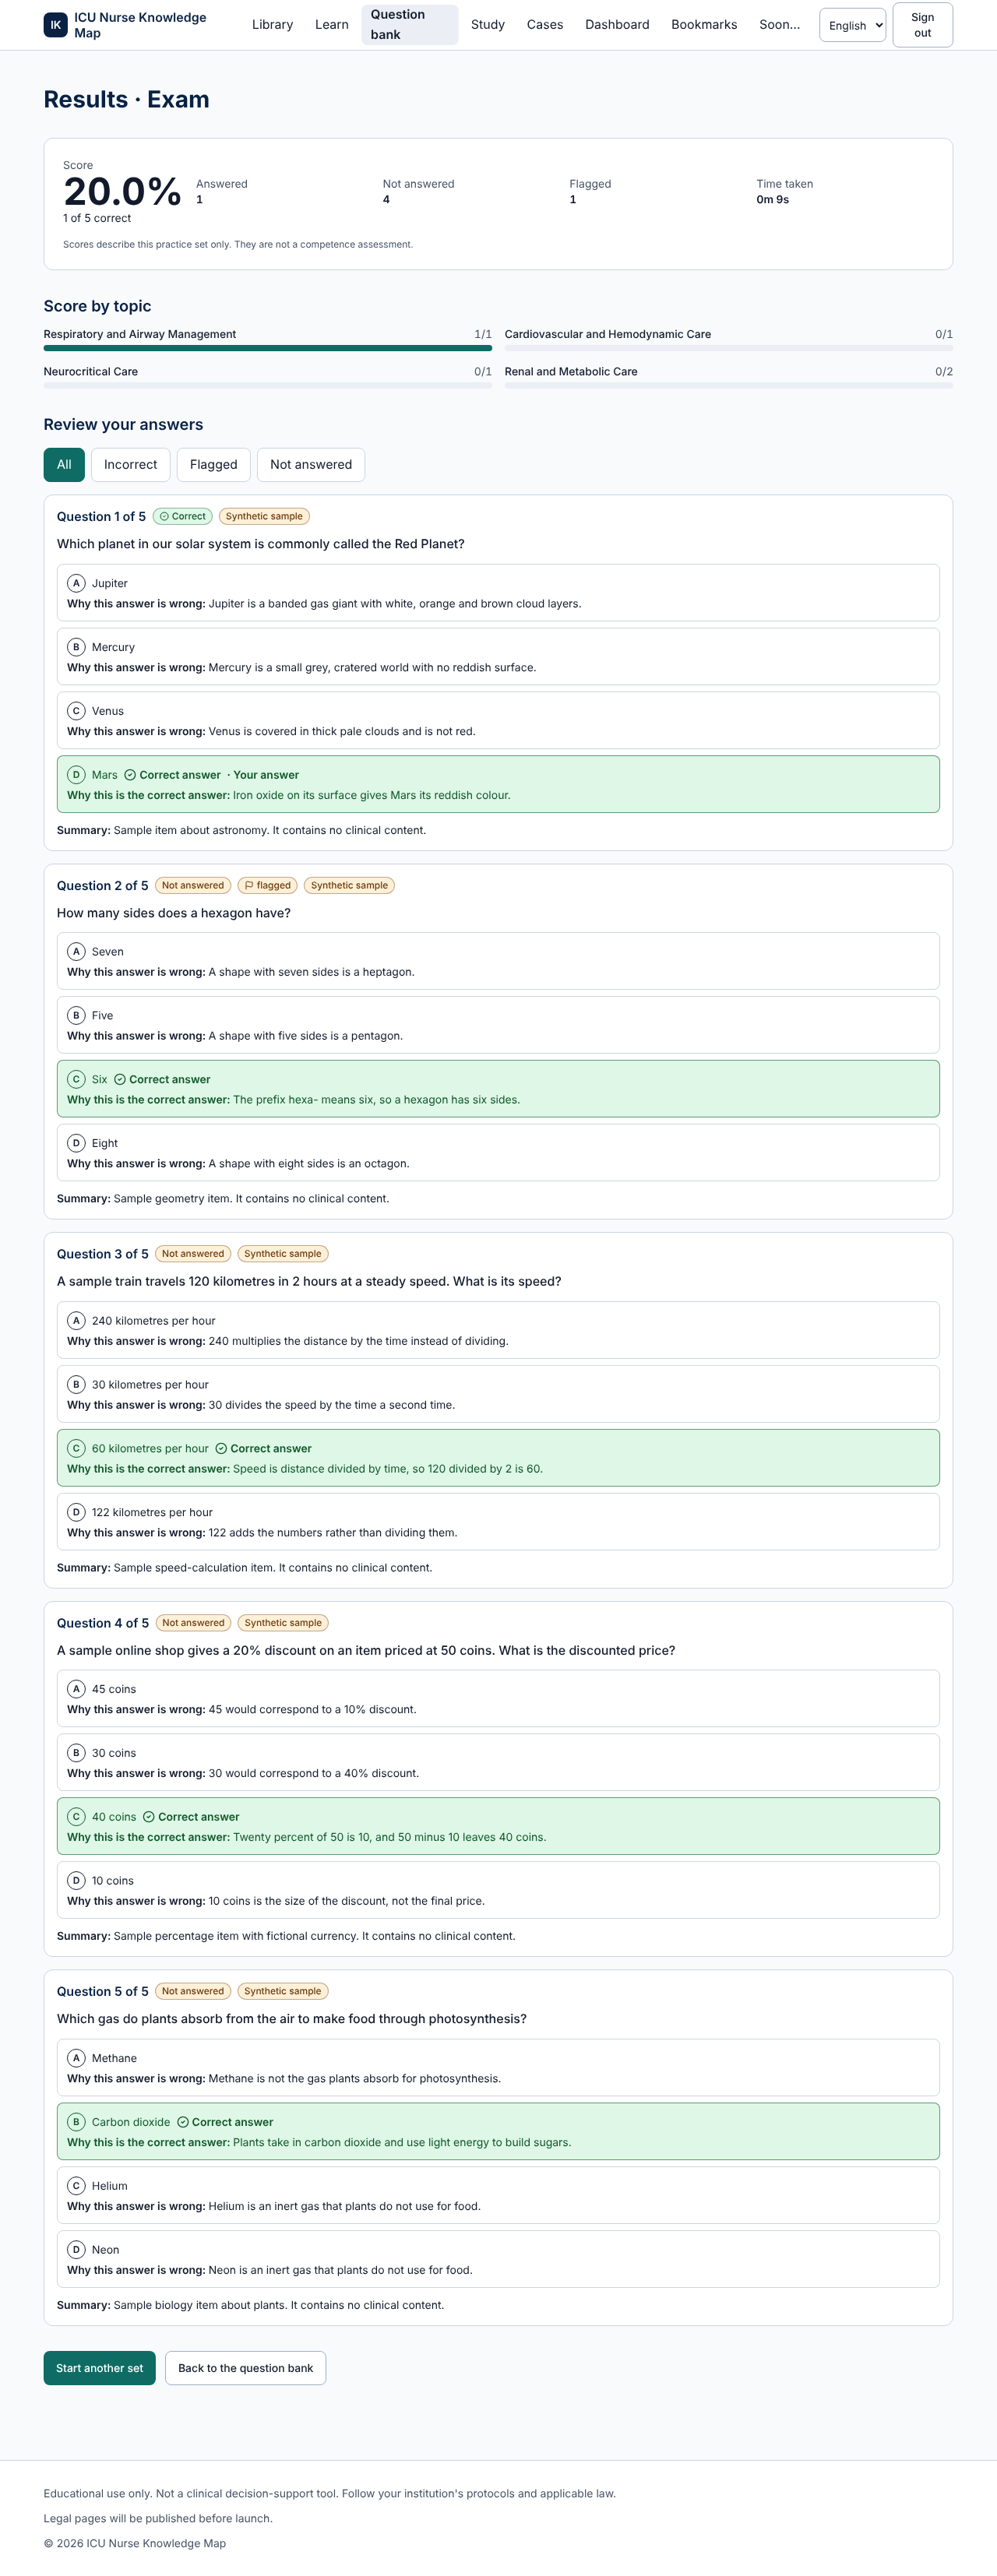 IK
ICU Nurse Knowledge
Map
Library
Learn
Question
bank
Study
Cases
Dashboard
Bookmarks
Soon...
English
Sign
out
Results · Exam
Score
20.0%
1 of 5 correct
Answered
1
Not answered
4
Flagged
1
Time taken
0m 9s
Scores describe this practice set only. They are not a competence assessment.
Score by topic
Respiratory and Airway Management 1/1
Cardiovascular and Hemodynamic Care 0/1
Neurocritical Care 0/1
Renal and Metabolic Care 0/2
Review your answers
All
Incorrect
Flagged
Not answered
Question 1 of 5 Correct Synthetic sample
Which planet in our solar system is commonly called the Red Planet?
A Jupiter
Why this answer is wrong: Jupiter is a banded gas giant with white, orange and brown cloud layers.
B Mercury
Why this answer is wrong: Mercury is a small grey, cratered world with no reddish surface.
C Venus
Why this answer is wrong: Venus is covered in thick pale clouds and is not red.
D Mars Correct answer · Your answer
Why this is the correct answer: Iron oxide on its surface gives Mars its reddish colour.
Summary: Sample item about astronomy. It contains no clinical content.
Question 2 of 5 Not answered flagged Synthetic sample
How many sides does a hexagon have?
A Seven
Why this answer is wrong: A shape with seven sides is a heptagon.
B Five
Why this answer is wrong: A shape with five sides is a pentagon.
C Six Correct answer
Why this is the correct answer: The prefix hexa- means six, so a hexagon has six sides.
D Eight
Why this answer is wrong: A shape with eight sides is an octagon.
Summary: Sample geometry item. It contains no clinical content.
Question 3 of 5 Not answered Synthetic sample
A sample train travels 120 kilometres in 2 hours at a steady speed. What is its speed?
A 240 kilometres per hour
Why this answer is wrong: 240 multiplies the distance by the time instead of dividing.
B 30 kilometres per hour
Why this answer is wrong: 30 divides the speed by the time a second time.
C 60 kilometres per hour Correct answer
Why this is the correct answer: Speed is distance divided by time, so 120 divided by 2 is 60.
D 122 kilometres per hour
Why this answer is wrong: 122 adds the numbers rather than dividing them.
Summary: Sample speed-calculation item. It contains no clinical content.
Question 4 of 5 Not answered Synthetic sample
A sample online shop gives a 20% discount on an item priced at 50 coins. What is the discounted price?
A 45 coins
Why this answer is wrong: 45 would correspond to a 10% discount.
B 30 coins
Why this answer is wrong: 30 would correspond to a 40% discount.
C 40 coins Correct answer
Why this is the correct answer: Twenty percent of 50 is 10, and 50 minus 10 leaves 40 coins.
D 10 coins
Why this answer is wrong: 10 coins is the size of the discount, not the final price.
Summary: Sample percentage item with fictional currency. It contains no clinical content.
Question 5 of 5 Not answered Synthetic sample
Which gas do plants absorb from the air to make food through photosynthesis?
A Methane
Why this answer is wrong: Methane is not the gas plants absorb for photosynthesis.
B Carbon dioxide Correct answer
Why this is the correct answer: Plants take in carbon dioxide and use light energy to build sugars.
C Helium
Why this answer is wrong: Helium is an inert gas that plants do not use for food.
D Neon
Why this answer is wrong: Neon is an inert gas that plants do not use for food.
Summary: Sample biology item about plants. It contains no clinical content.
Start another set
Back to the question bank
Educational use only. Not a clinical decision-support tool. Follow your institution's protocols and applicable law.
Legal pages will be published before launch.
© 2026 ICU Nurse Knowledge Map